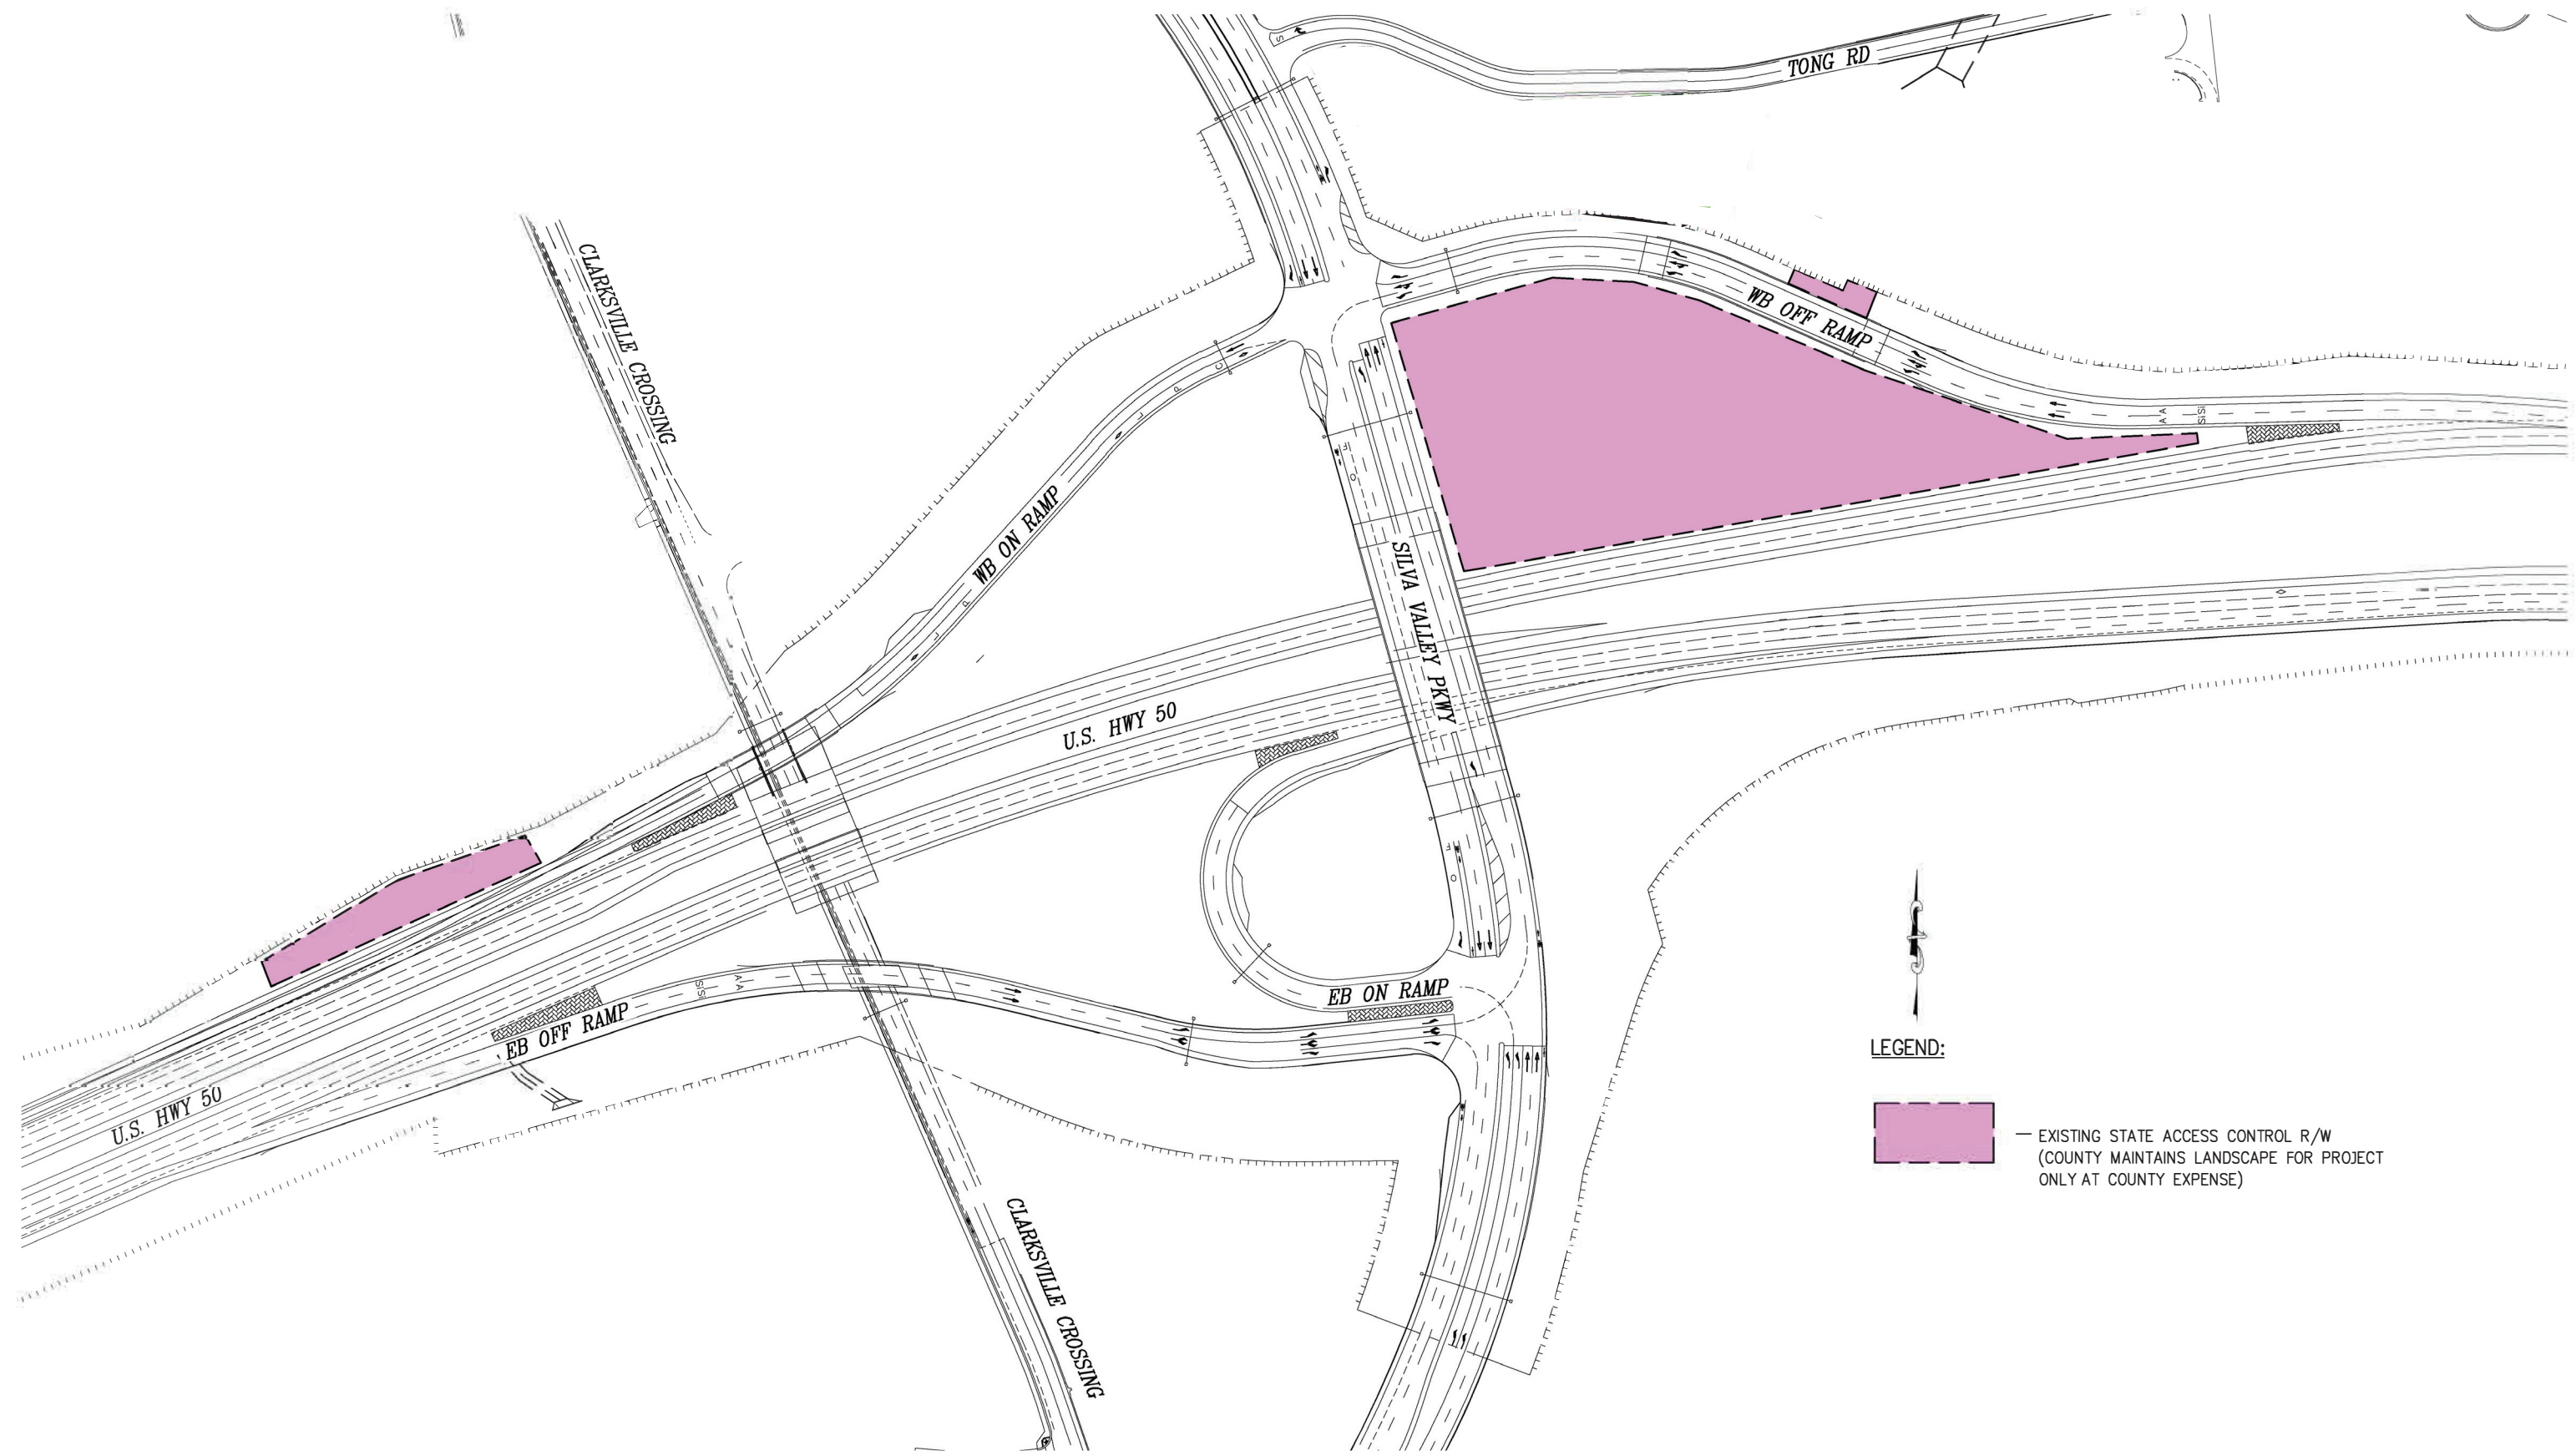 TONG RD
CLARKSVILLE CROSSING
WB OFF RAMP
WB ON RAMP
SILVA VALLEY PKWY
U.S. HWY 50
EB ON RAMP
EB OFF RAMP
U.S. HWY 50
CLARKSVILLE CROSSING
LEGEND:
EXISTING STATE ACCESS CONTROL R/W
(COUNTY MAINTAINS LANDSCAPE FOR PROJECT
ONLY AT COUNTY EXPENSE)